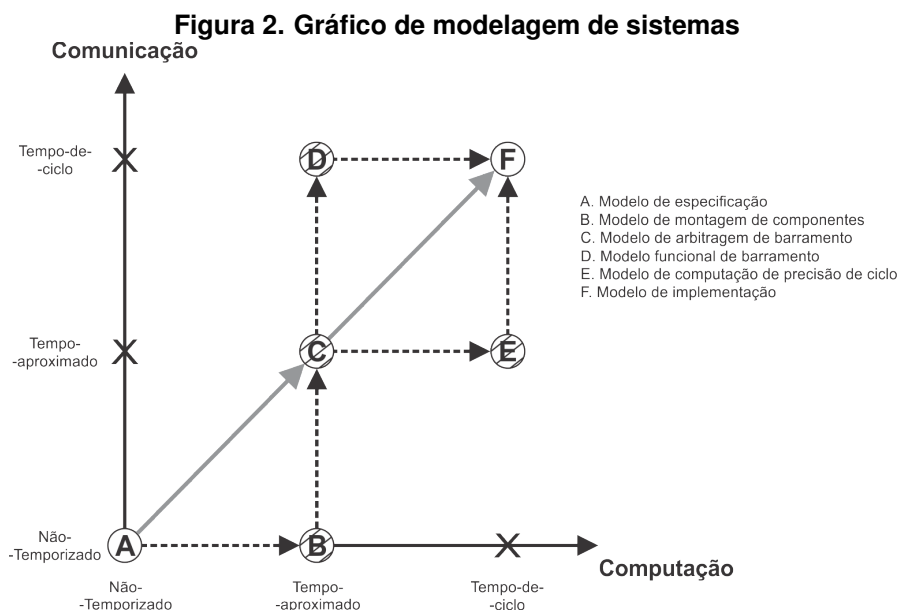 Figura 2. Gráfico de modelagem de sistemas
Comunicação
Tempo-de-
-ciclo
D
F
A. Modelo de especificação
B. Modelo de montagem de componentes
C. Modelo de arbitragem de barramento
D. Modelo funcional de barramento
E. Modelo de computação de precisão de ciclo
F. Modelo de implementação
Tempo-
-aproximado
C
E
Não-
-Temporizado
A
B
Computação
Não-
-Temporizado
Tempo-
-aproximado
Tempo-de-
-ciclo